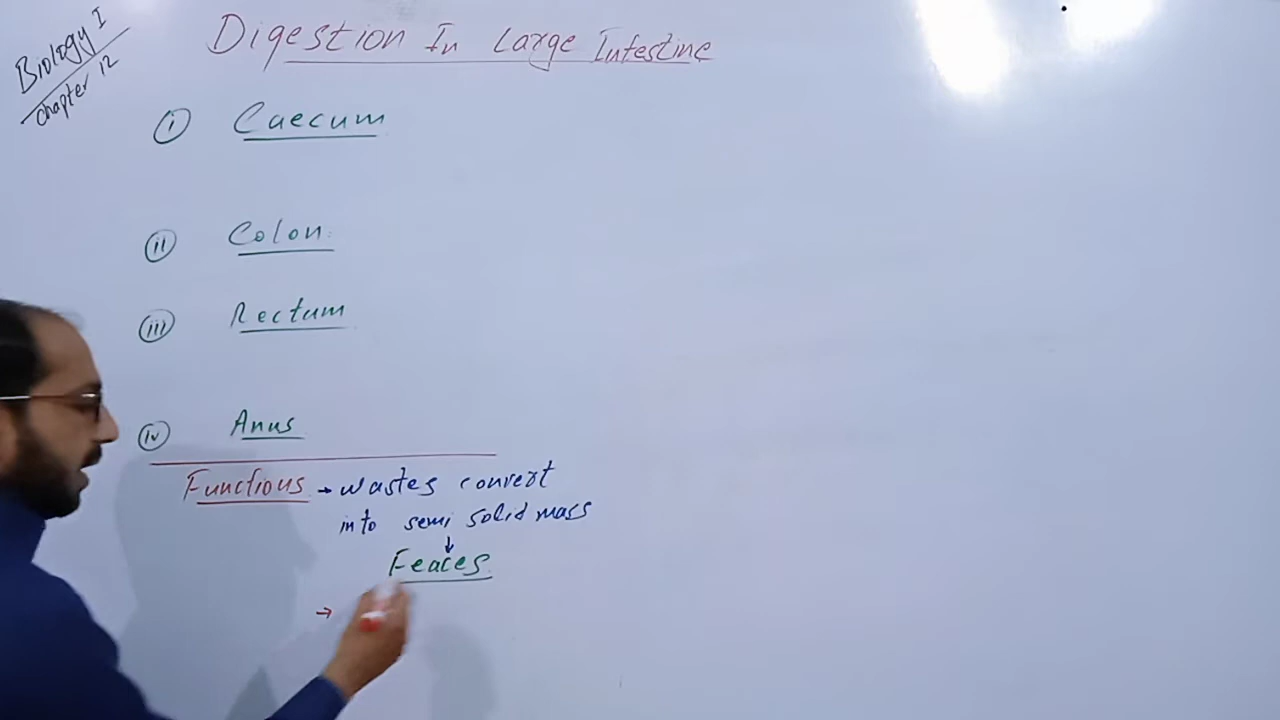 Biology I
chapter 12
Digestion In Large Intestine
i Caecum
ii Colon
iii Rectum
iv Anus
Functions → wastes convert
into semi solid mass
↓
Feaces
→